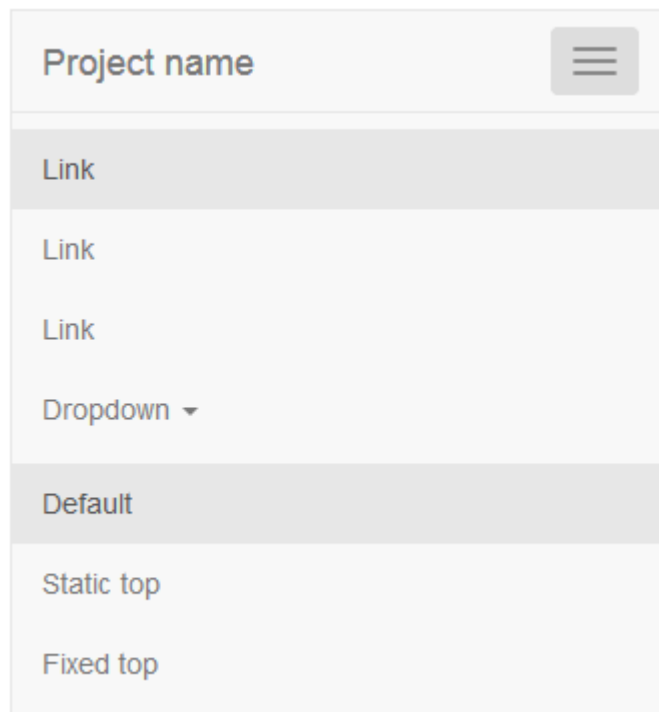 Project name
Link
Link
Link
Dropdown
Default
Static top
Fixed top